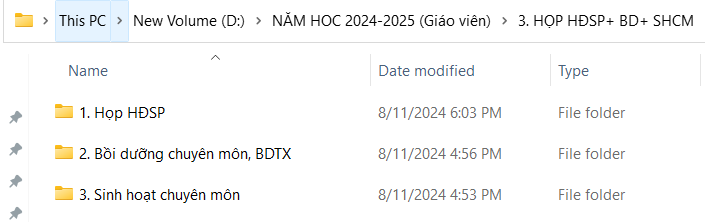 This PC > New Volume (D:) > NĂM HOC 2024-2025 (Giáo viên) > 3. HỌP HĐSP+ BD+ SHCM
Name Date modified Type
1. Họp HĐSP 8/11/2024 6:03 PM File folder
2. Bồi dưỡng chuyên môn, BDTX 8/11/2024 4:56 PM File folder
3. Sinh hoạt chuyên môn 8/11/2024 4:53 PM File folder